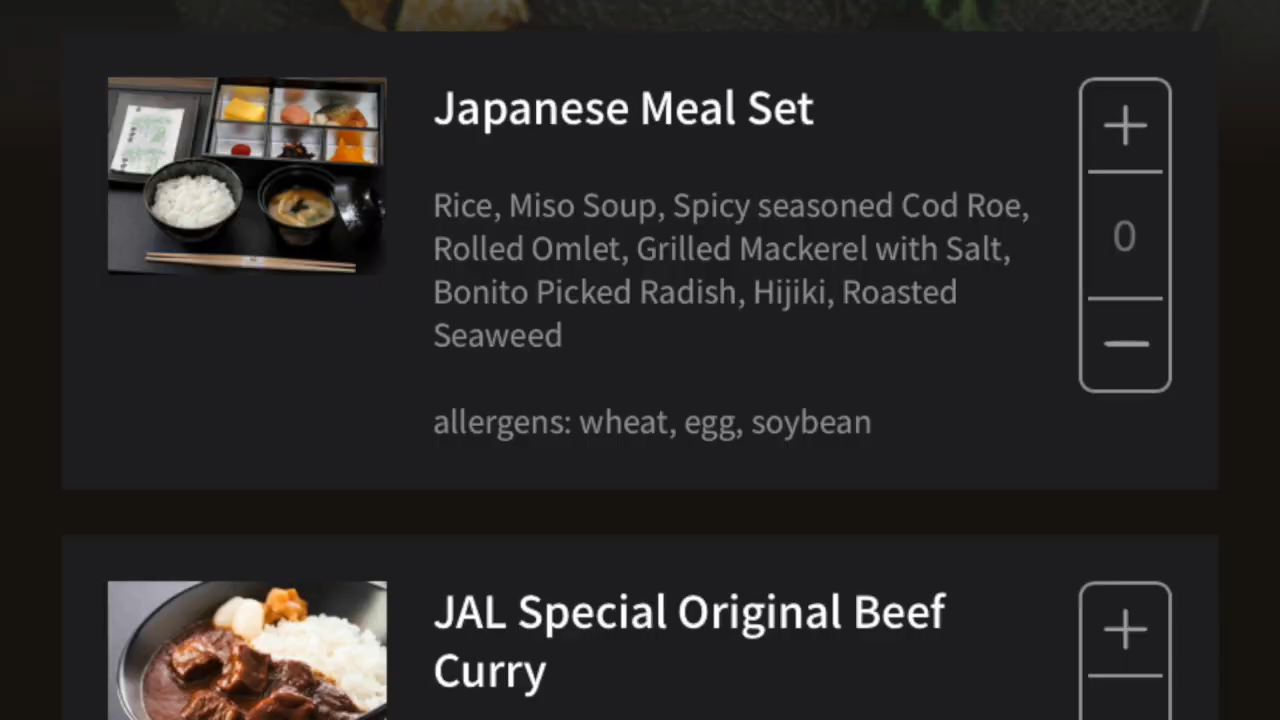 Japanese Meal Set
Rice, Miso Soup, Spicy seasoned Cod Roe,
Rolled Omlet, Grilled Mackerel with Salt,
Bonito Picked Radish, Hijiki, Roasted
Seaweed
0
allergens: wheat, egg, soybean
JAL Special Original Beef
Curry